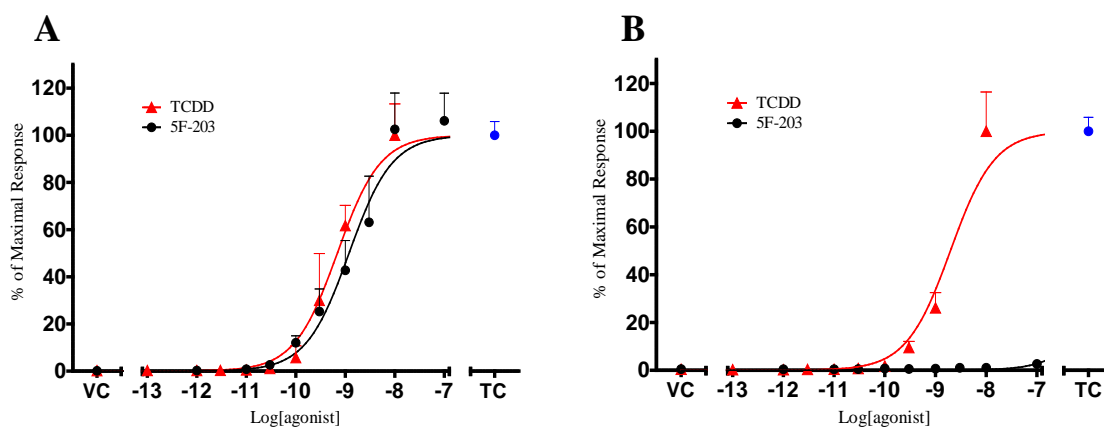 A
120
100
80
60
40
20
0
% of Maximal Response
TCDD
5F-203
VC -13 -12 -11 -10 -9 -8 -7 TC
Log[agonist]
B
120
100
80
60
40
20
0
% of Maximal Response
TCDD
5F-203
VC -13 -12 -11 -10 -9 -8 -7 TC
Log[agonist]